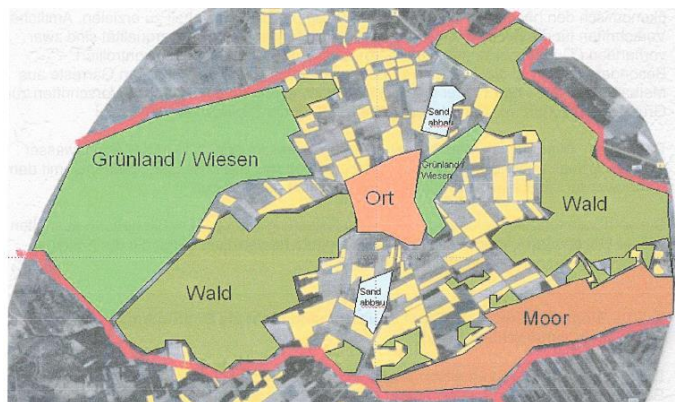 Grünland / Wiesen
Sand
abbau
Grünland /
Wiesen
Ort
Wald
Wald
Sand
abbau
Moor